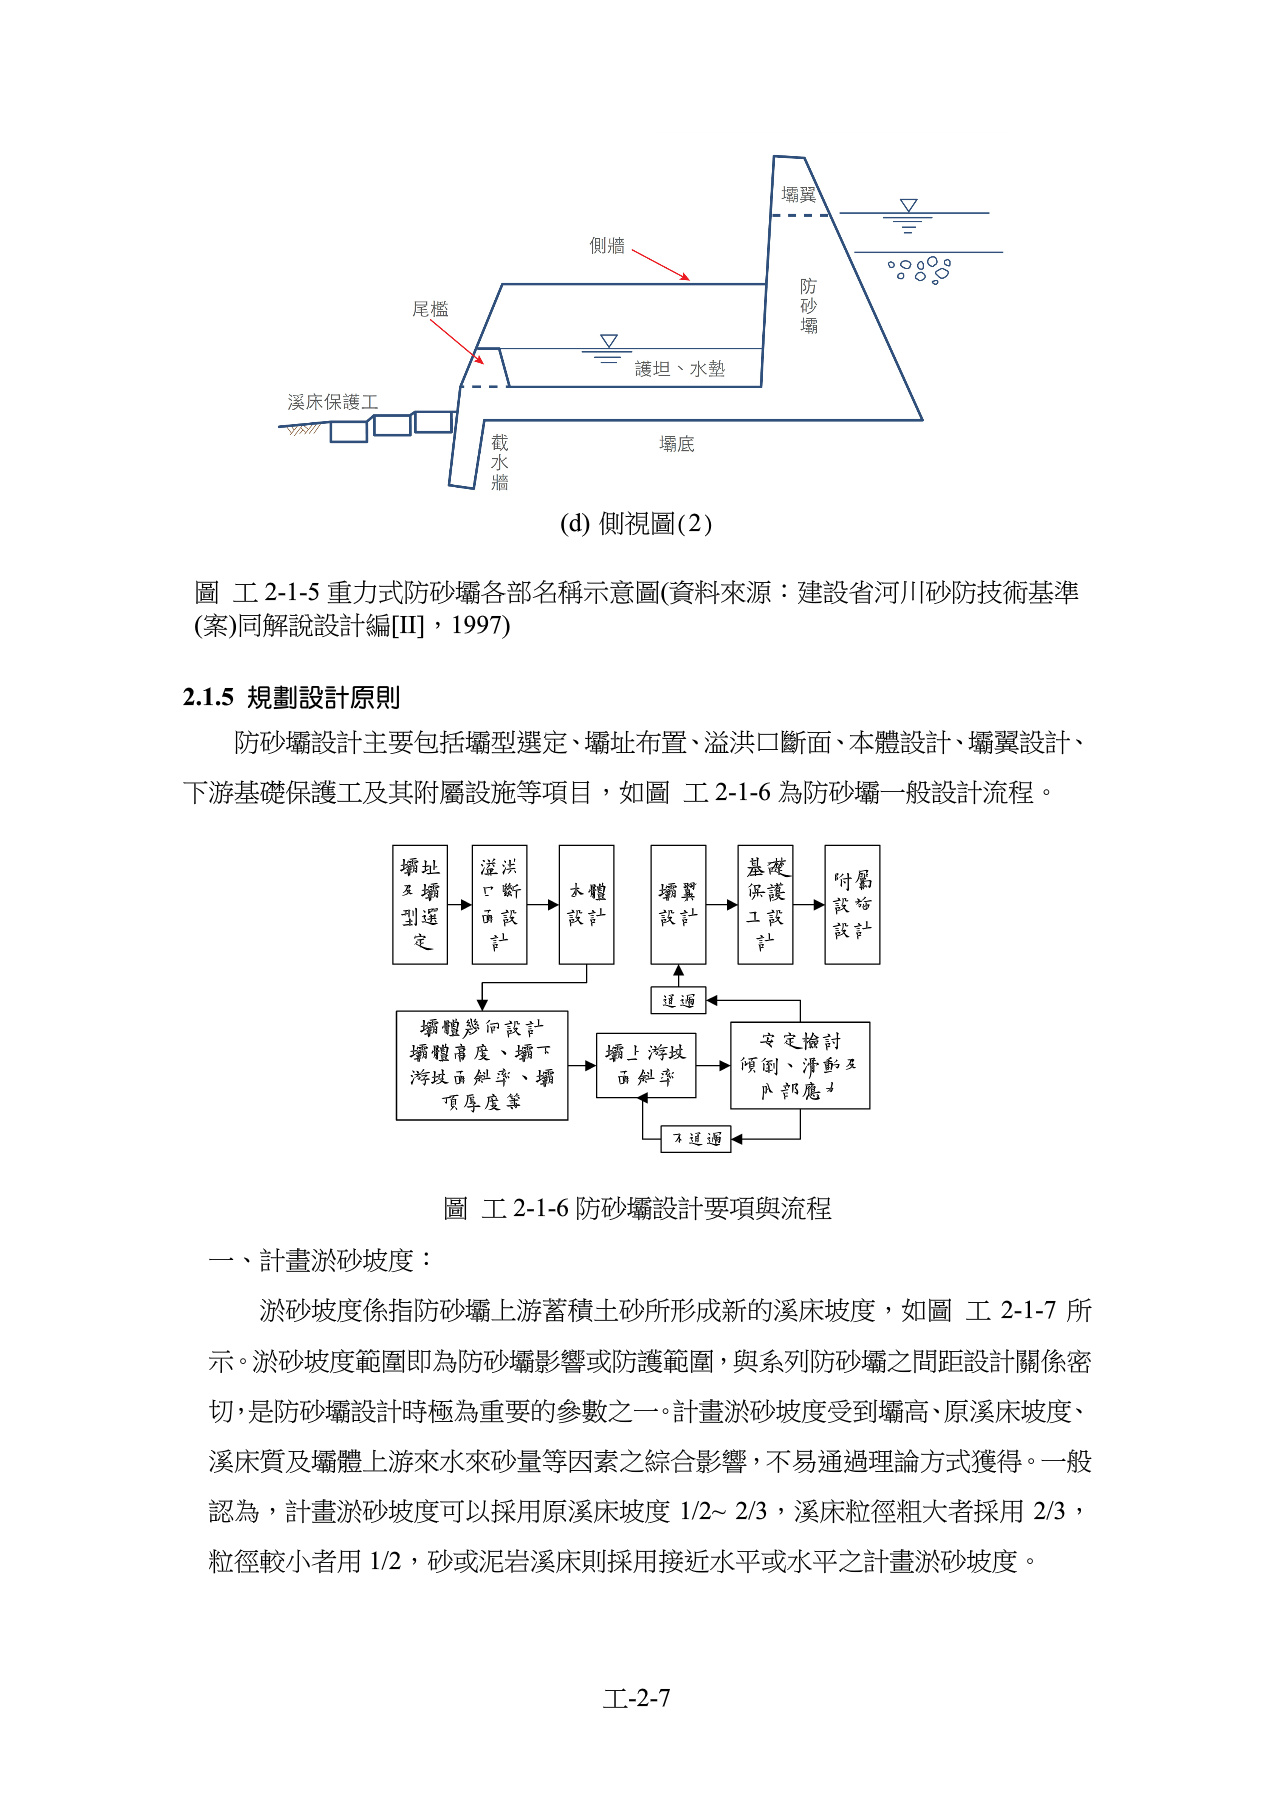 壩翼
側牆
防砂壩
尾檻
護坦、水墊
溪床保護工
截水牆
壩底
(d) 側視圖(2)
圖 工 2-1-5 重力式防砂壩各部名稱示意圖(資料來源：建設省河川砂防技術基準
(案)同解說設計編[II]，1997)
2.1.5 規劃設計原則
防砂壩設計主要包括壩型選定、壩址布置、溢洪口斷面、本體設計、壩翼設計、
下游基礎保護工及其附屬設施等項目，如圖 工 2-1-6 為防砂壩一般設計流程。
壩址
及壩
型選
定
溢洪
口斷
面設
計
本體
設計
壩翼
設計
基礎
保護
工設
計
附屬
設施
設計
通過
壩體幾何設計
壩體高度、壩下
游坡面斜率、壩
頂厚度等
壩上游坡
面斜率
安定檢討
傾倒、滑動及
內部應力
不通過
圖 工 2-1-6 防砂壩設計要項與流程
一、計畫淤砂坡度：
淤砂坡度係指防砂壩上游蓄積土砂所形成新的溪床坡度，如圖 工 2-1-7 所
示。淤砂坡度範圍即為防砂壩影響或防護範圍，與系列防砂壩之間距設計關係密
切，是防砂壩設計時極為重要的參數之一。計畫淤砂坡度受到壩高、原溪床坡度、
溪床質及壩體上游來水來砂量等因素之綜合影響，不易通過理論方式獲得。一般
認為，計畫淤砂坡度可以採用原溪床坡度 1/2~ 2/3，溪床粒徑粗大者採用 2/3，
粒徑較小者用 1/2，砂或泥岩溪床則採用接近水平或水平之計畫淤砂坡度。
工-2-7